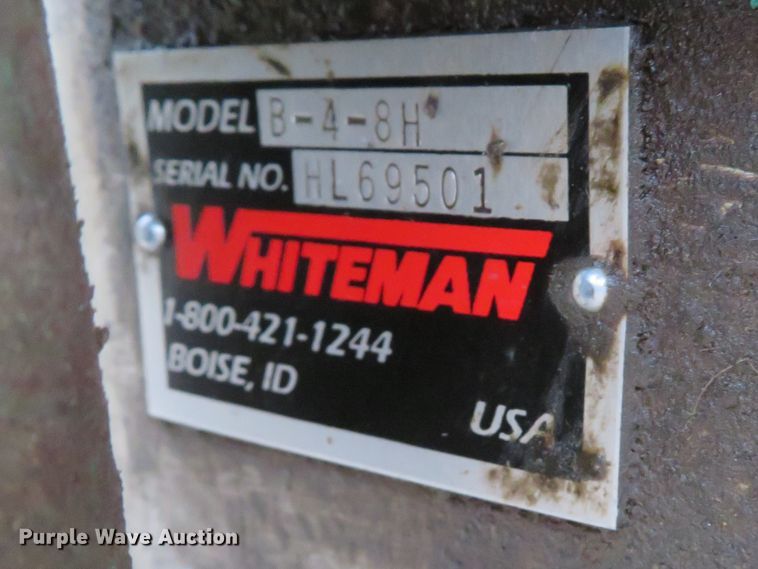 MODEL B-4-8H
SERIAL NO. HL69501
WHITEMAN
1-800-421-1244
BOISE, ID
USA
Purple Wave Auction